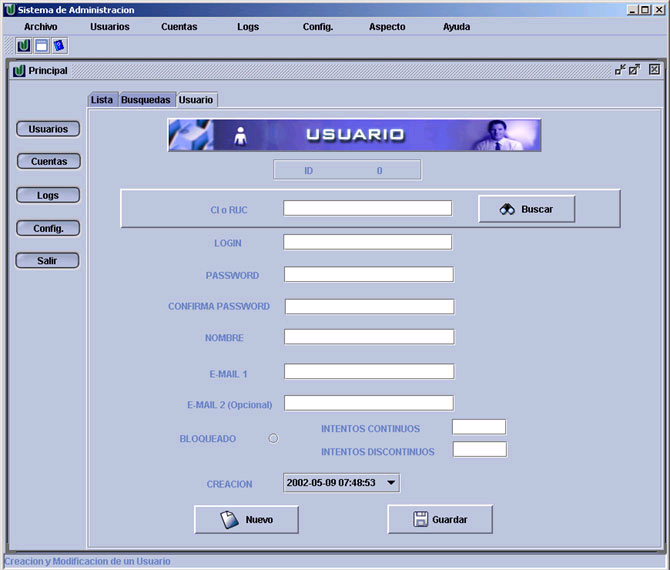 Sistema de Administracion
Archivo Usuarios Cuentas Logs Config. Aspecto Ayuda
Principal
Lista Busquedas Usuario
Usuarios
Cuentas
Logs
Config.
Salir
USUARIO
ID 0
CI o RUC Buscar
LOGIN
PASSWORD
CONFIRMA PASSWORD
NOMBRE
E-MAIL 1
E-MAIL 2 (Opcional)
BLOQUEADO
INTENTOS CONTINUOS
INTENTOS DISCONTINUOS
CREACION 2002-05-09 07:48:53
Nuevo Guardar
Creacion y Modificacion de un Usuario